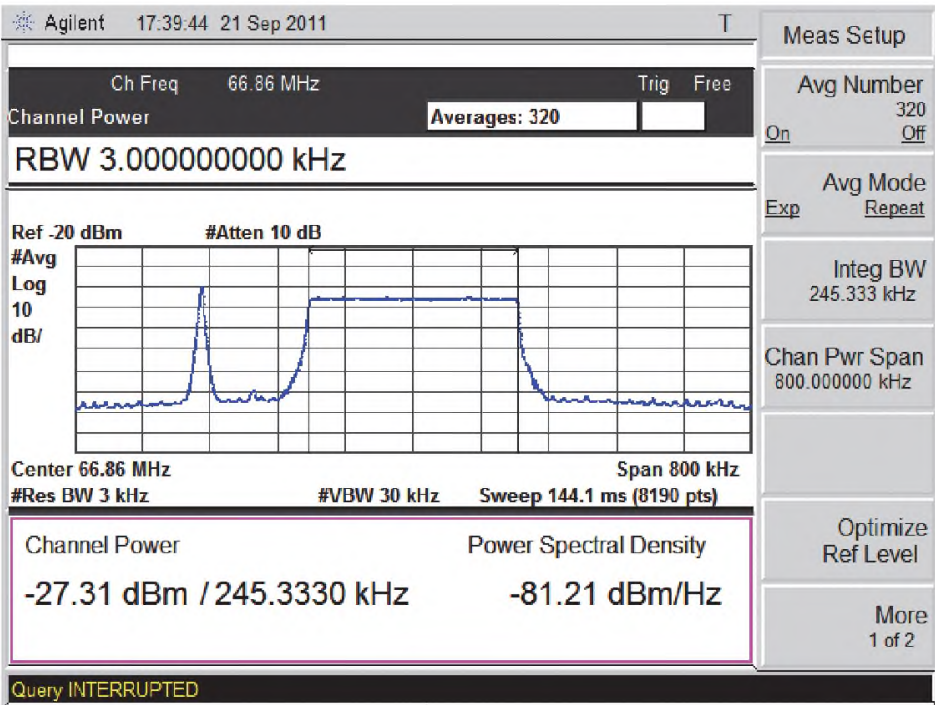 Agilent 17:39:44 21 Sep 2011 T
Ch Freq 66.86 MHz Trig Free
Channel Power Averages: 320
RBW 3.000000000 kHz
Ref -20 dBm #Atten 10 dB
#Avg
Log
10
dB/
Center 66.86 MHz Span 800 kHz
#Res BW 3 kHz #VBW 30 kHz Sweep 144.1 ms (8190 pts)
Channel Power Power Spectral Density
-27.31 dBm / 245.3330 kHz -81.21 dBm/Hz
Query INTERRUPTED
Meas Setup
Avg Number
320
On Off
Avg Mode
Exp Repeat
Integ BW
245.333 kHz
Chan Pwr Span
800.000000 kHz
Optimize
Ref Level
More
1 of 2